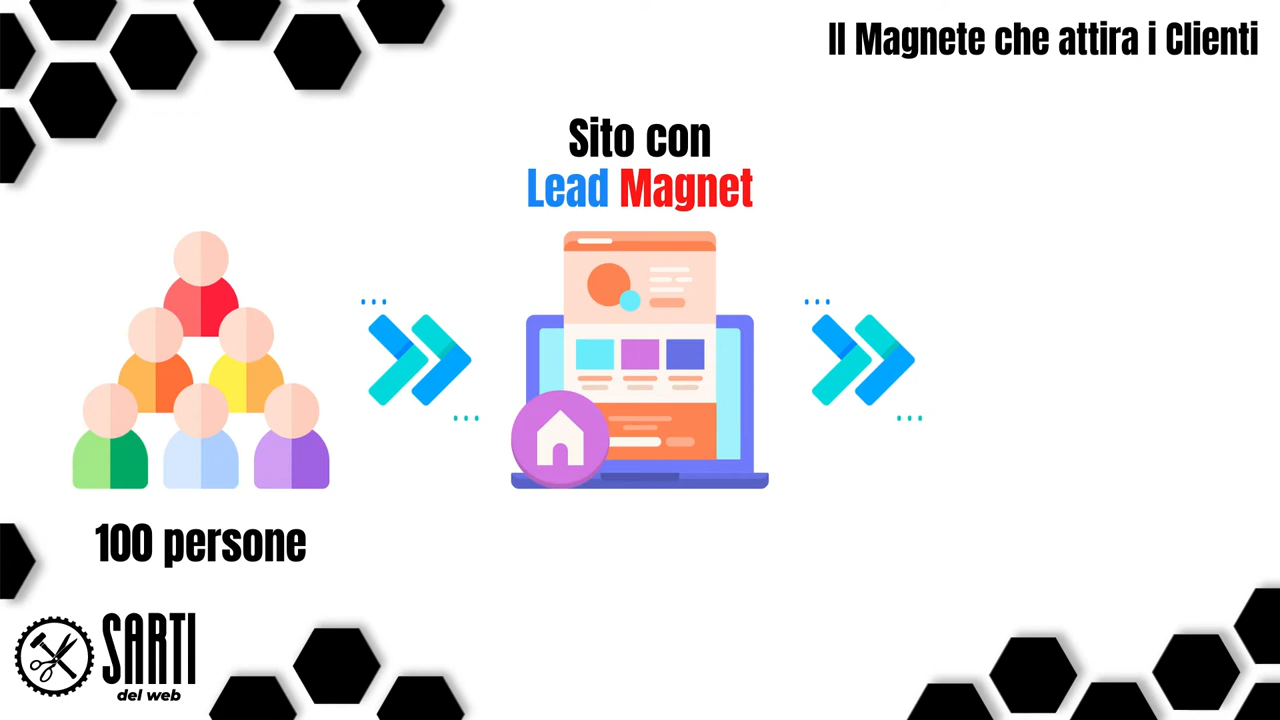 Il Magnete che attira i Clienti
Sito con
Lead Magnet
100 persone
SARTI
del web